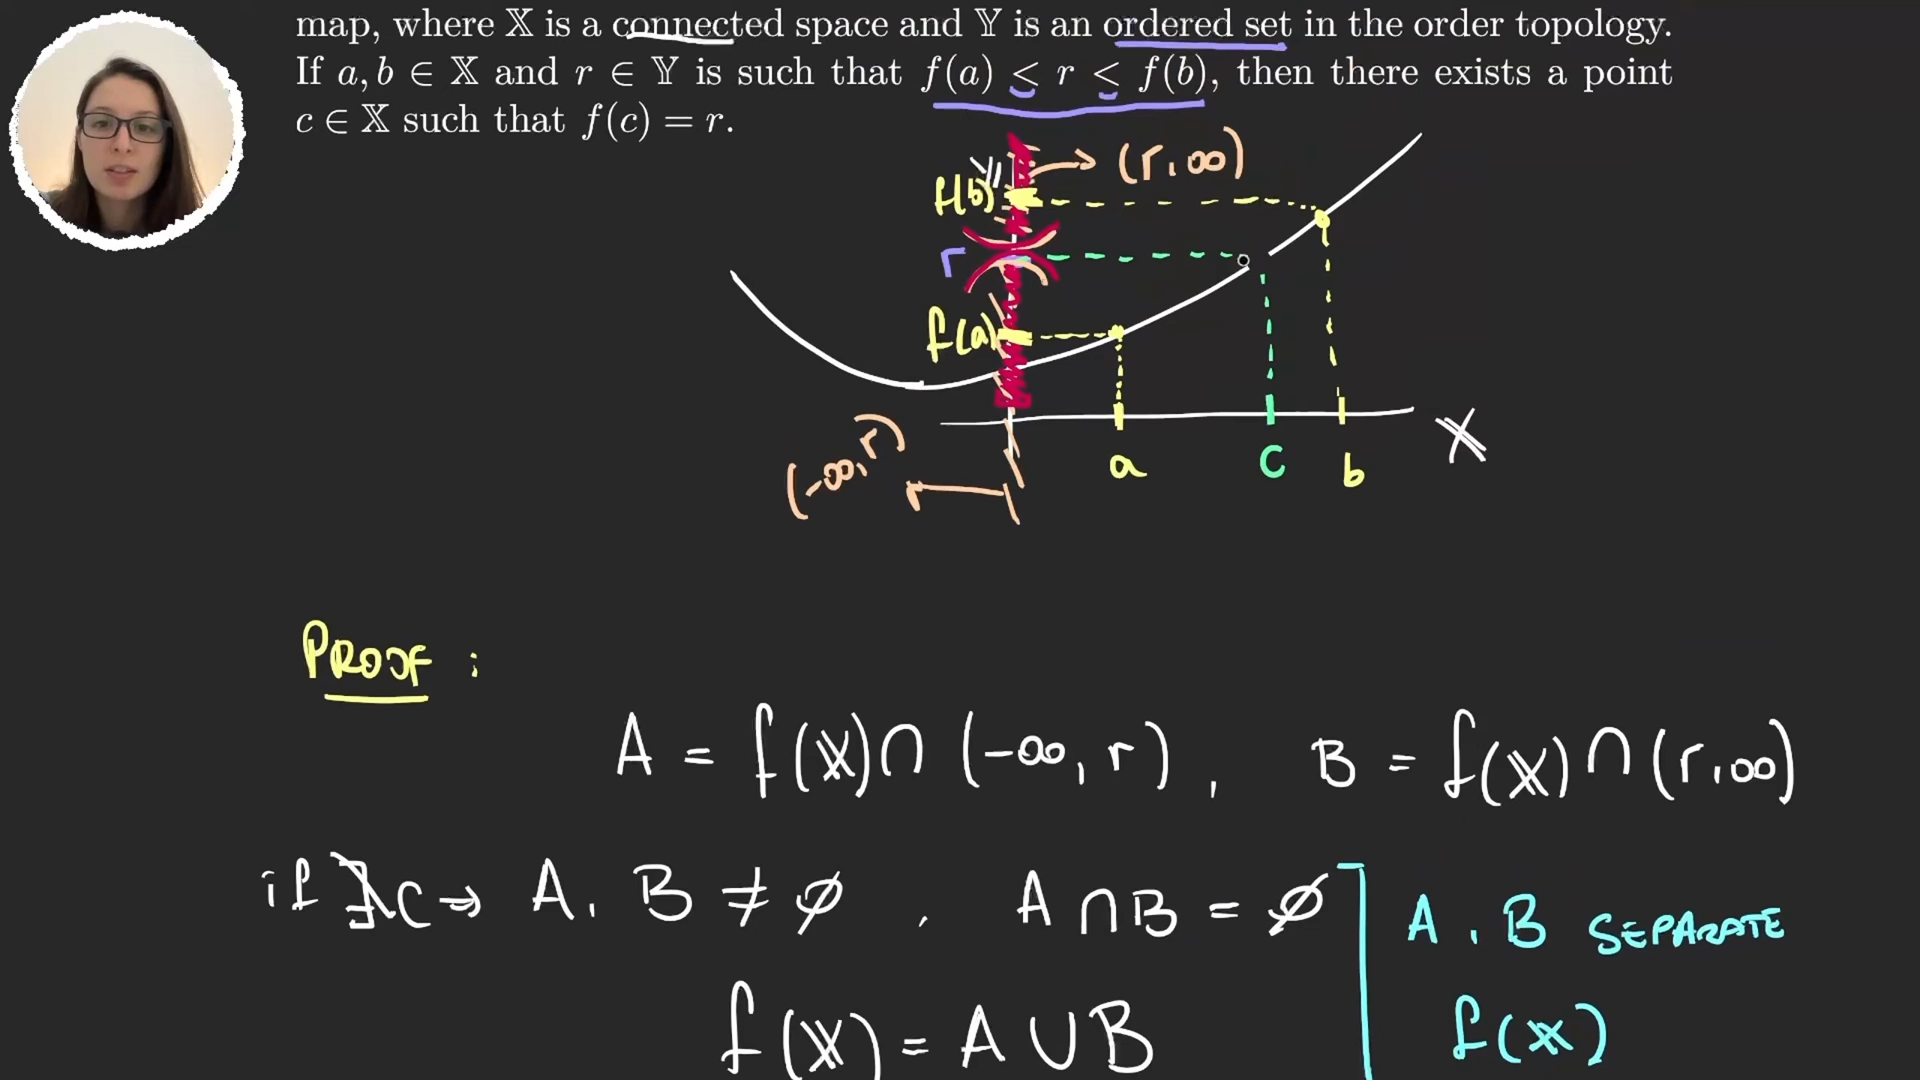 map, where 𝕏 is a connected space and 𝕐 is an ordered set in the order topology.
If a, b ∈ 𝕏 and r ∈ 𝕐 is such that f(a) < r < f(b), then there exists a point
c ∈ 𝕏 such that f(c) = r.
(r, ∞)
f(b)
r
f(a)
(-∞, r)
𝕏
a
c
b
PROOF :
A = f(𝕏) ∩ (-∞, r) , B = f(𝕏) ∩ (r, ∞)
if ∄ c → A, B ≠ ∅ , A ∩ B = ∅
A, B SEPARATE
f(𝕏) = A ∪ B
f(𝕏)